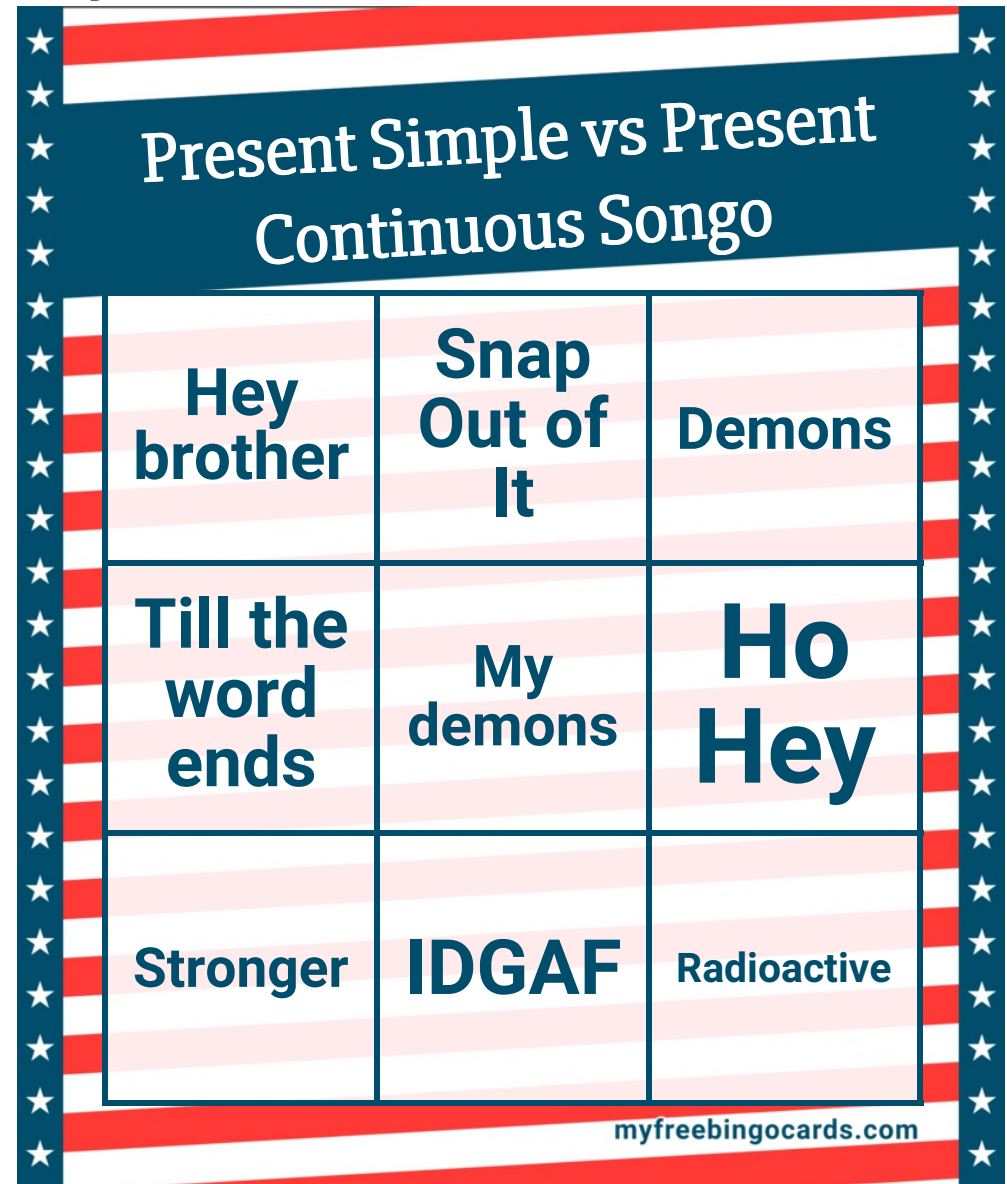 Present Simple vs Present
Continuous Songo
Hey
brother
Snap
Out of
It
Demons
Till the
word
ends
My
demons
Ho
Hey
Stronger
IDGAF
Radioactive
myfreebingocards.com